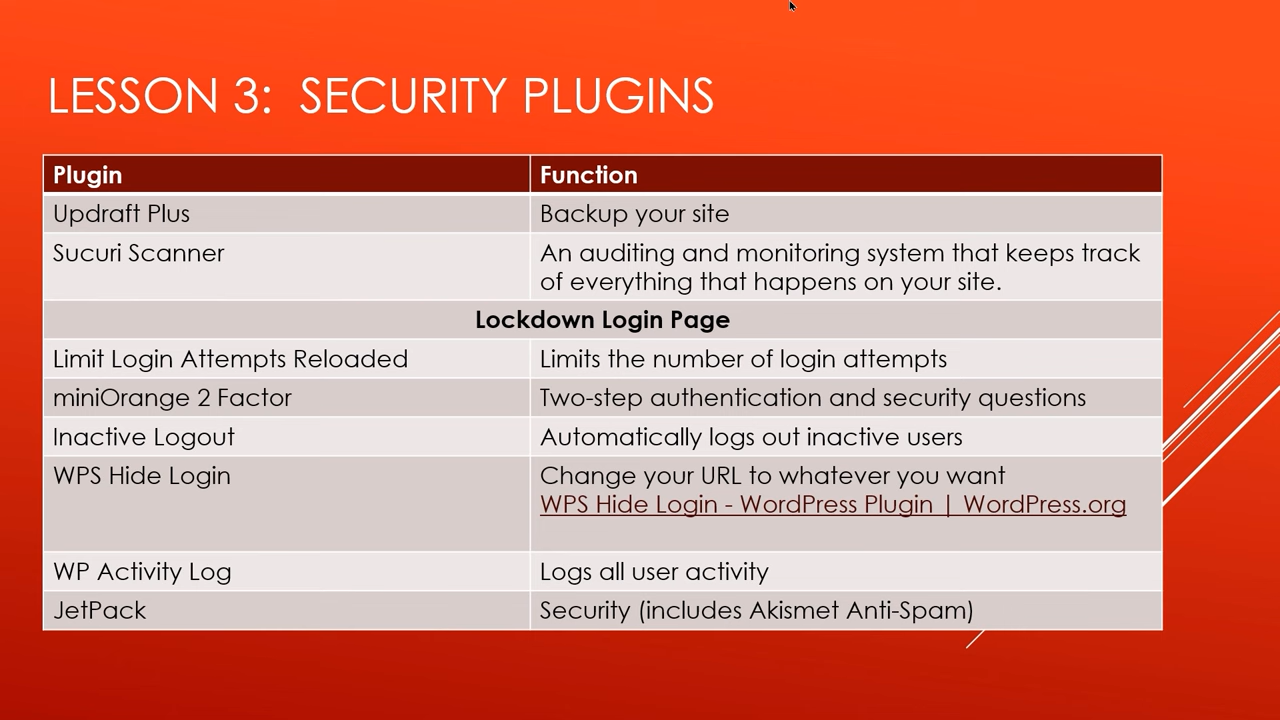 LESSON 3: SECURITY PLUGINS
Plugin Function
Updraft Plus Backup your site
Sucuri Scanner An auditing and monitoring system that keeps track
of everything that happens on your site.
Lockdown Login Page
Limit Login Attempts Reloaded Limits the number of login attempts
miniOrange 2 Factor Two-step authentication and security questions
Inactive Logout Automatically logs out inactive users
WPS Hide Login Change your URL to whatever you want
WPS Hide Login - WordPress Plugin | WordPress.org
WP Activity Log Logs all user activity
JetPack Security (includes Akismet Anti-Spam)